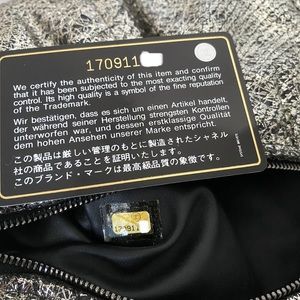 170911
We certify the authenticity of this item and confirm
that it has been subjected to the most exacting quality
control. Its high quality is a symbol of the fine reputation
of the Trademark.
Wir bestätigen, dass es sich um einen Artikel handelt,
der während seiner Herstellung strengsten Kontrollen
unterworfen war, und dessen erstklassige Qualität
dem hohen Ansehen unserer Marke entspricht.
この製品は厳しい管理のもとに製造されたシャネル
社の商品であることを証明いたします。
このブランド・マークは最高級品質の象徴です。
170911